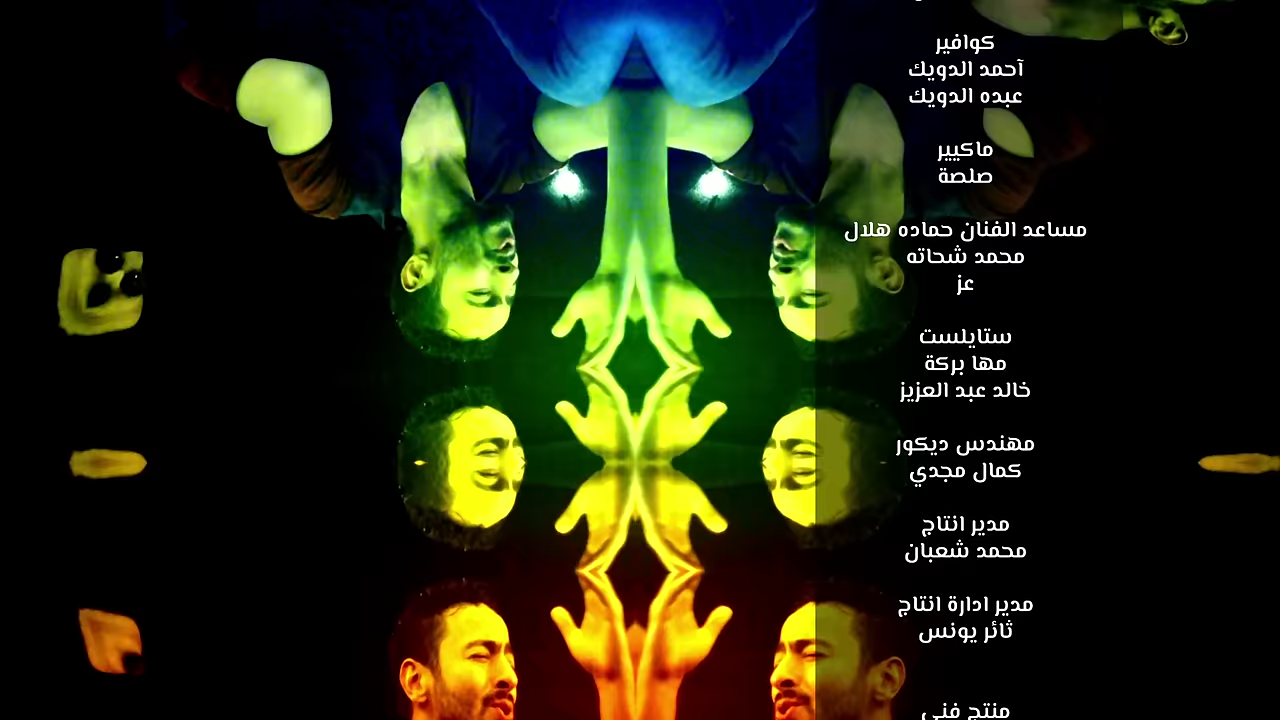 كوافير
آحمد الدويك
عبده الدويك
ماكيير
صلصة
مساعد الفنان حماده هلال
محمد شحاته
عز
ستايلست
مها بركة
خالد عبد العزيز
مهندس ديكور
كمال مجدي
مدير انتاج
محمد شعبان
مدير ادارة انتاج
ثائر يونس
منتج فني